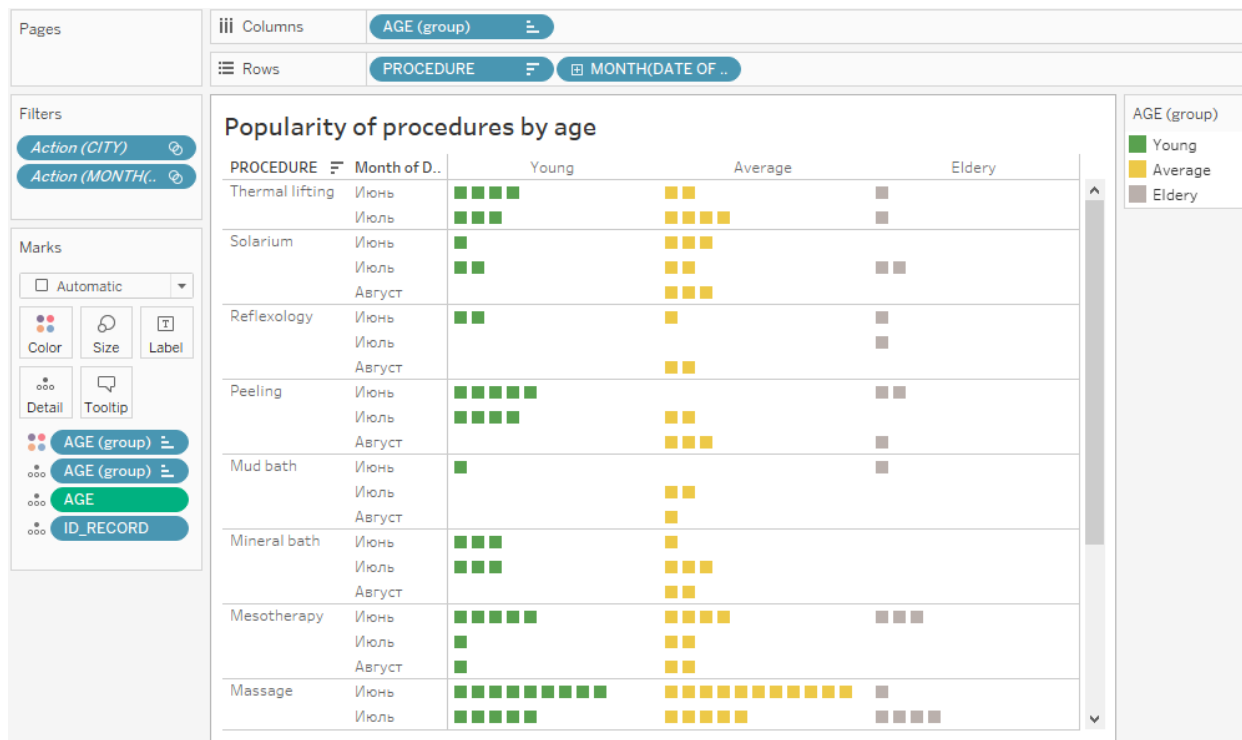 Pages
Columns AGE (group)
Rows PROCEDURE MONTH(DATE OF ..
Filters
Action (CITY)
Action (MONTH(..
Marks
Automatic
Color Size Label
Detail Tooltip
AGE (group)
AGE (group)
AGE
ID_RECORD
Popularity of procedures by age
PROCEDURE Month of D.. Young Average Eldery
Thermal lifting Июнь
Июль
Solarium Июнь
Июль
Август
Reflexology Июнь
Июль
Август
Peeling Июнь
Июль
Август
Mud bath Июнь
Июль
Август
Mineral bath Июнь
Июль
Август
Mesotherapy Июнь
Июль
Август
Massage Июнь
Июль
AGE (group)
Young
Average
Eldery